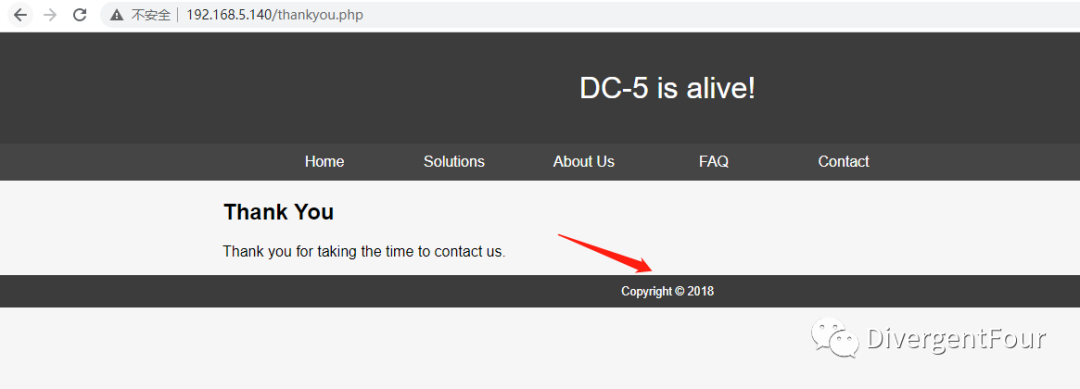 不安全 192.168.5.140/thankyou.php
DC-5 is alive!
Home Solutions About Us FAQ Contact
Thank You
Thank you for taking the time to contact us.
Copyright © 2018
DivergentFour